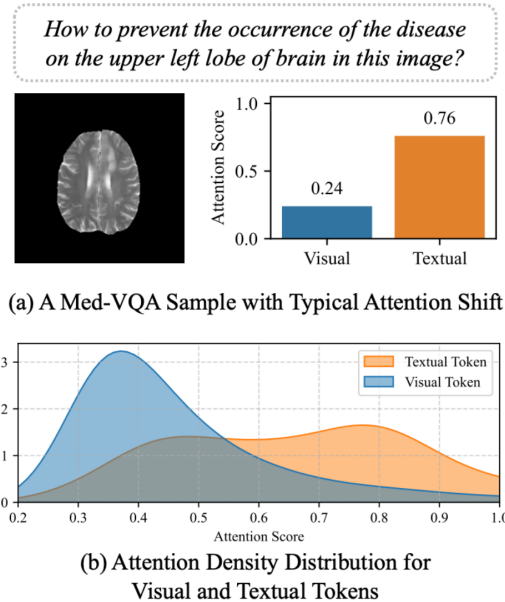 How to prevent the occurrence of the disease
on the upper left lobe of brain in this image?
1.0
0.5
0.0
Attention Score
0.24
0.76
Visual
Textual
(a) A Med-VQA Sample with Typical Attention Shift
3
2
1
0
Textual Token
Visual Token
0.2 0.3 0.4 0.5 0.6 0.7 0.8 0.9 1.0
Attention Score
(b) Attention Density Distribution for
Visual and Textual Tokens